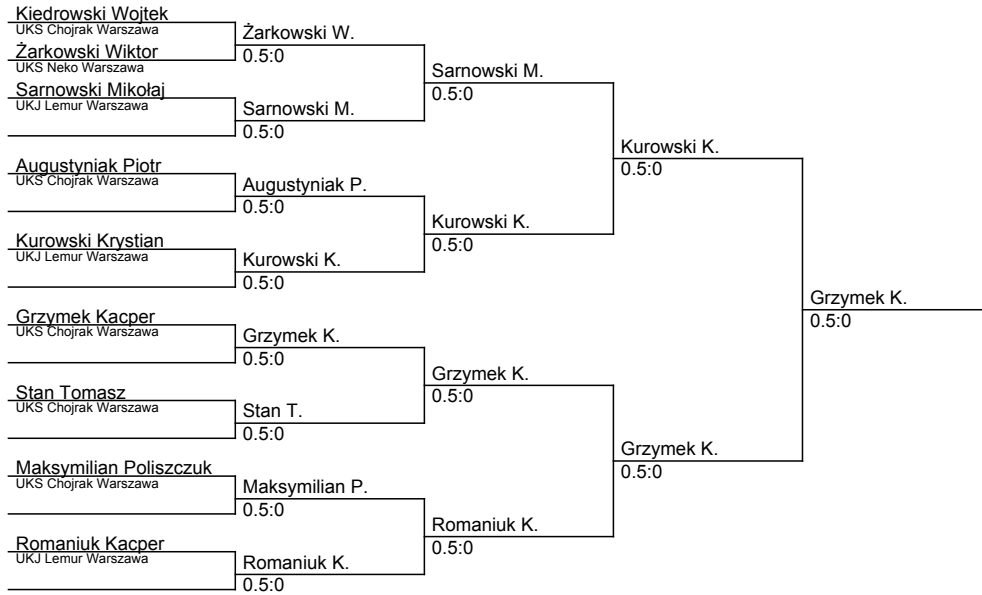 Kiedrowski Wojtek
UKS Chojrak Warszawa
Żarkowski Wiktor
UKS Neko Warszawa
Sarnowski Mikołaj
UKJ Lemur Warszawa
Augustyniak Piotr
UKS Chojrak Warszawa
Kurowski Krystian
UKJ Lemur Warszawa
Grzymek Kacper
UKS Chojrak Warszawa
Stan Tomasz
UKS Chojrak Warszawa
Maksymilian Poliszczuk
UKS Chojrak Warszawa
Romaniuk Kacper
UKJ Lemur Warszawa
Żarkowski W.
0.5:0
Sarnowski M.
0.5:0
Augustyniak P.
0.5:0
Kurowski K.
0.5:0
Grzymek K.
0.5:0
Stan T.
0.5:0
Maksymilian P.
0.5:0
Romaniuk K.
0.5:0
Sarnowski M.
0.5:0
Kurowski K.
0.5:0
Grzymek K.
0.5:0
Romaniuk K.
0.5:0
Kurowski K.
0.5:0
Grzymek K.
0.5:0
Grzymek K.
0.5:0